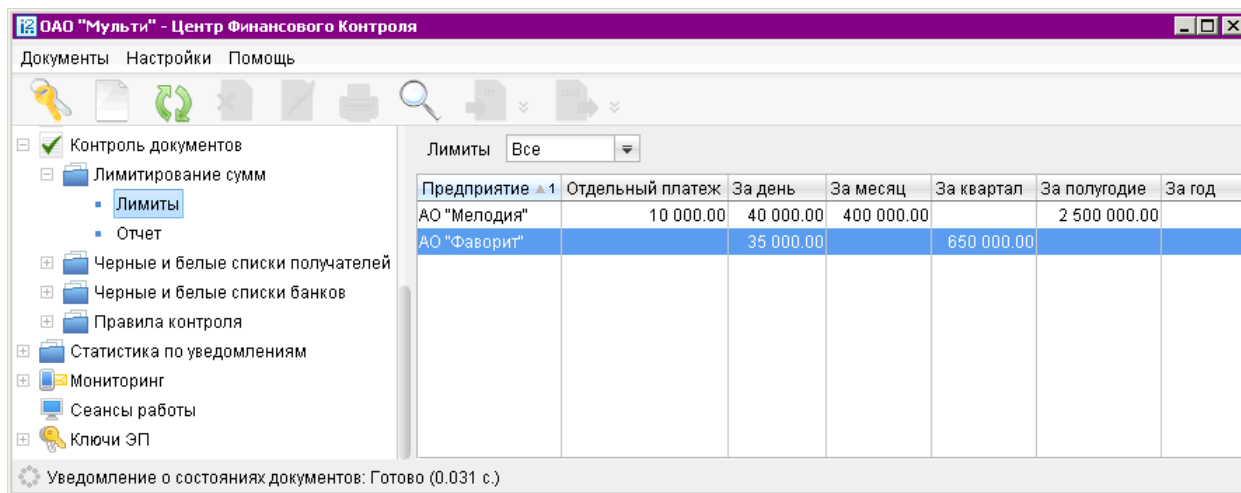 ОАО "Мульти" - Центр Финансового Контроля
Документы Настройки Помощь
in out
Контроль документов
Лимитирование сумм
Лимиты
Отчет
Черные и белые списки получателей
Черные и белые списки банков
Правила контроля
Статистика по уведомлениям
Мониторинг
Сеансы работы
Ключи ЭП
Лимиты Все
Предприятие 1 Отдельный платеж За день За месяц За квартал За полугодие За год
АО "Мелодия" 10 000.00 40 000.00 400 000.00 2 500 000.00
АО "Фаворит" 35 000.00 650 000.00
Уведомление о состояниях документов: Готово (0.031 с.)